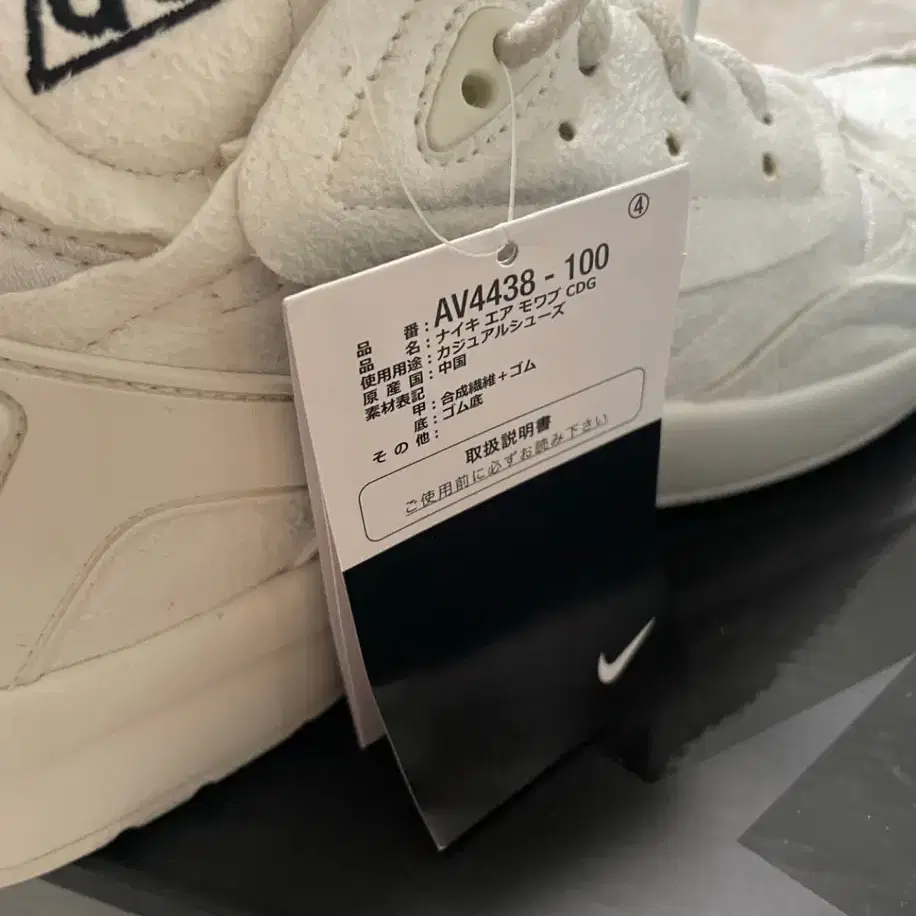 ④
品番：AV4438 - 100
品名：ナイキ エア モワブ CDG
使用用途：カジュアルシューズ
原産国：中国
素材表記
甲：合成繊維＋ゴム
底：ゴム底
その他：
取扱説明書
ご使用前に必ずお読み下さい